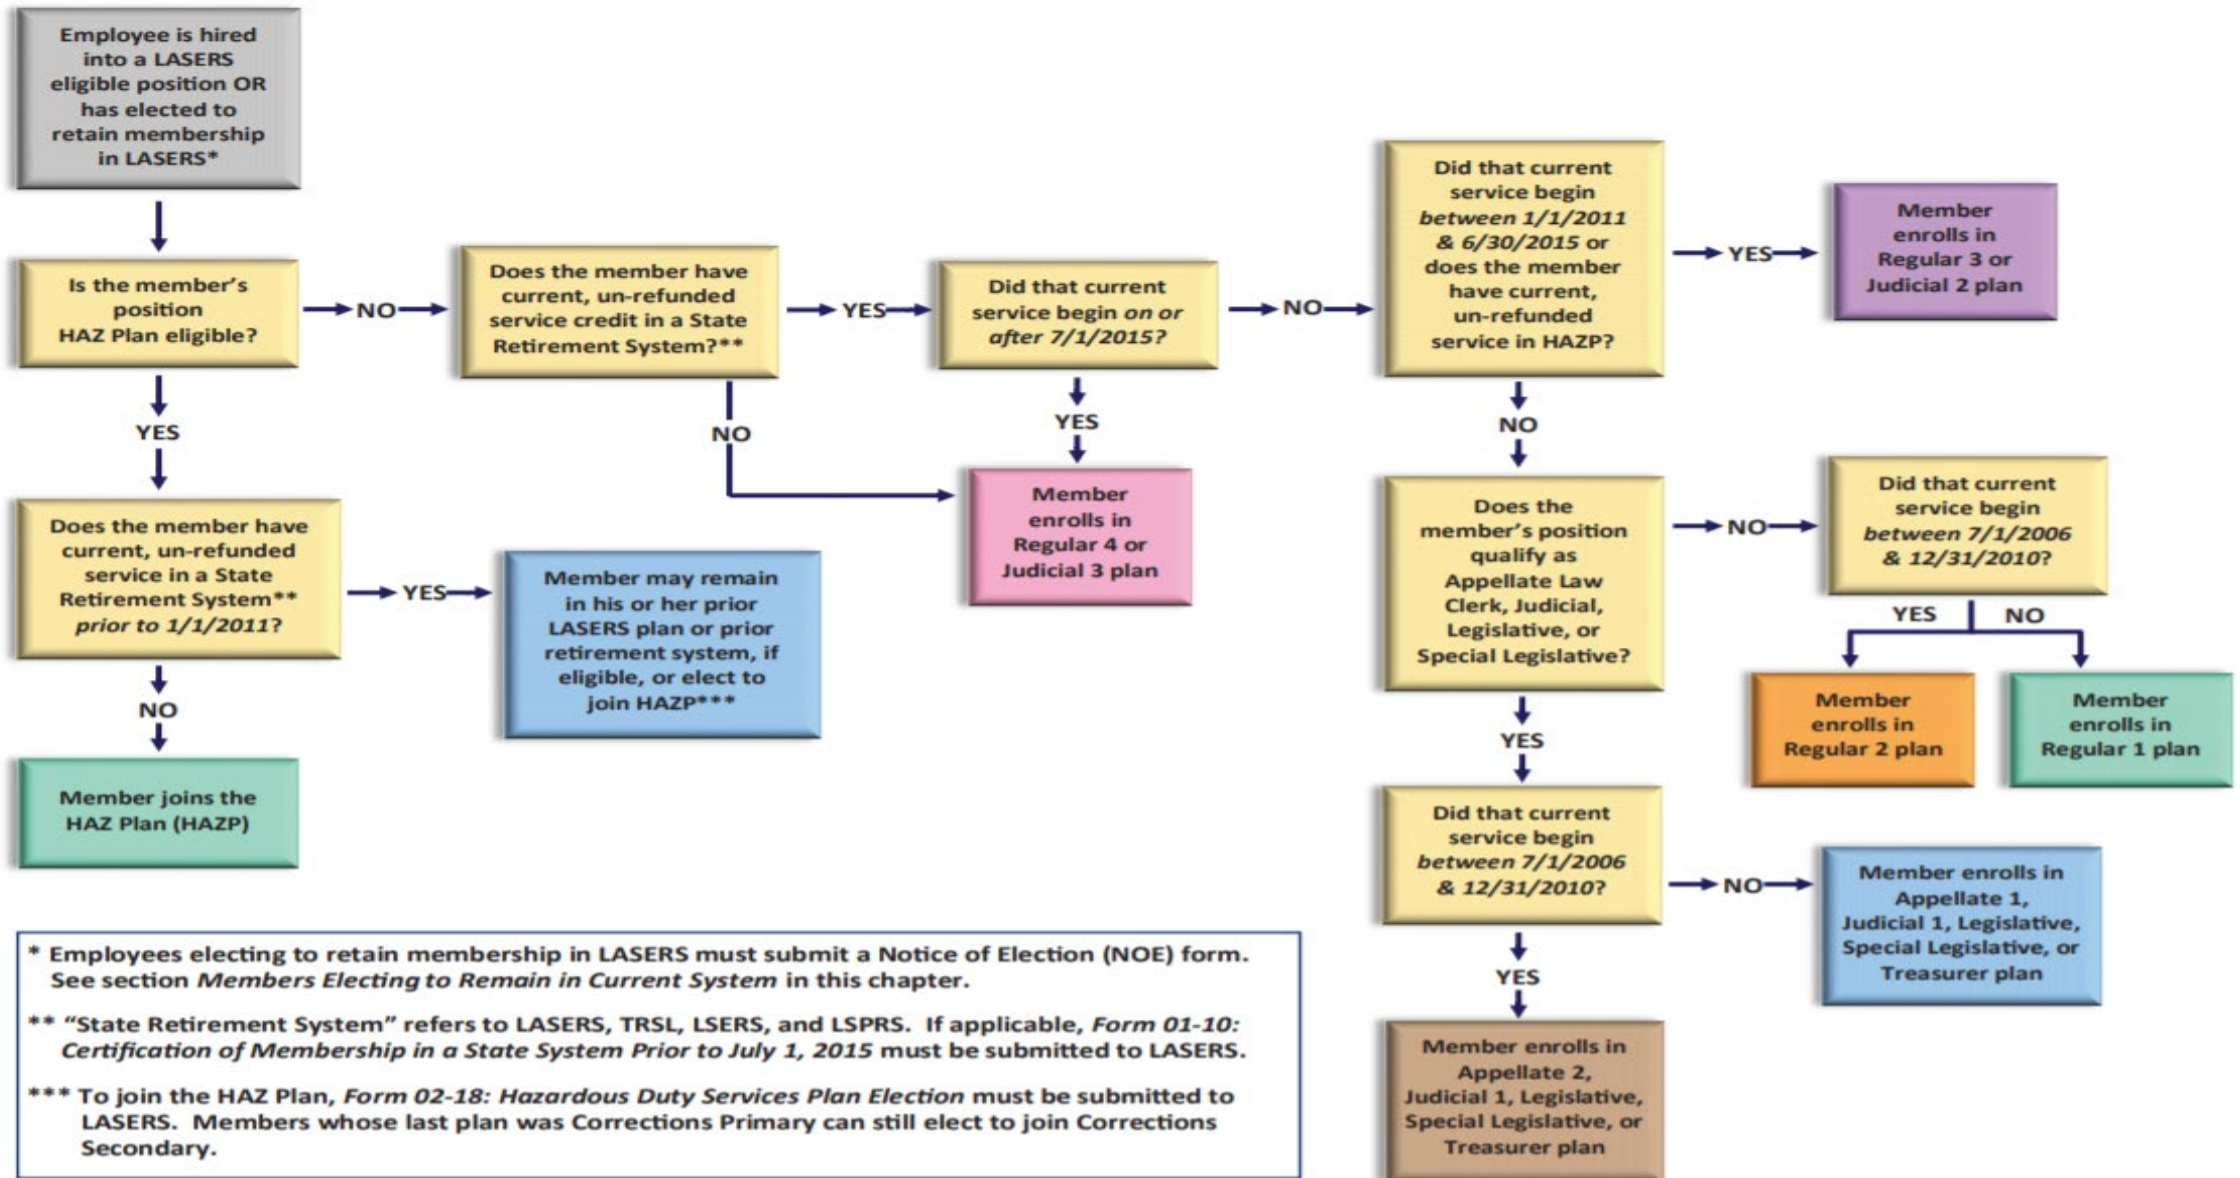 Employee is hired
into a LASERS
eligible position OR
has elected to
retain membership
in LASERS*
Is the member's
position
HAZ Plan eligible?
NO
Does the member have
current, un-refunded
service credit in a State
Retirement System?**
YES
Did that current
service begin on or
after 7/1/2015?
NO
Did that current
service begin
between 1/1/2011
& 6/30/2015 or
does the member
have current,
un-refunded
service in HAZP?
YES
Member
enrolls in
Regular 3 or
Judicial 2 plan
YES
NO
YES
NO
Does the member have
current, un-refunded
service in a State
Retirement System**
prior to 1/1/2011?
YES
Member may remain
in his or her prior
LASERS plan or prior
retirement system, if
eligible, or elect to
join HAZP***
Member
enrolls in
Regular 4 or
Judicial 3 plan
Does the
member's position
qualify as
Appellate Law
Clerk, Judicial,
Legislative, or
Special Legislative?
NO
Did that current
service begin
between 7/1/2006
& 12/31/2010?
YES NO
Member
enrolls in
Regular 2 plan
Member
enrolls in
Regular 1 plan
NO
Member joins the
HAZ Plan (HAZP)
YES
Did that current
service begin
between 7/1/2006
& 12/31/2010?
NO
Member enrolls in
Appellate 1,
Judicial 1, Legislative,
Special Legislative, or
Treasurer plan
YES
Member enrolls in
Appellate 2,
Judicial 1, Legislative,
Special Legislative, or
Treasurer plan
* Employees electing to retain membership in LASERS must submit a Notice of Election (NOE) form.
See section Members Electing to Remain in Current System in this chapter.
** "State Retirement System" refers to LASERS, TRSL, LSERS, and LSPRS. If applicable, Form 01-10:
Certification of Membership in a State System Prior to July 1, 2015 must be submitted to LASERS.
*** To join the HAZ Plan, Form 02-18: Hazardous Duty Services Plan Election must be submitted to
LASERS. Members whose last plan was Corrections Primary can still elect to join Corrections
Secondary.